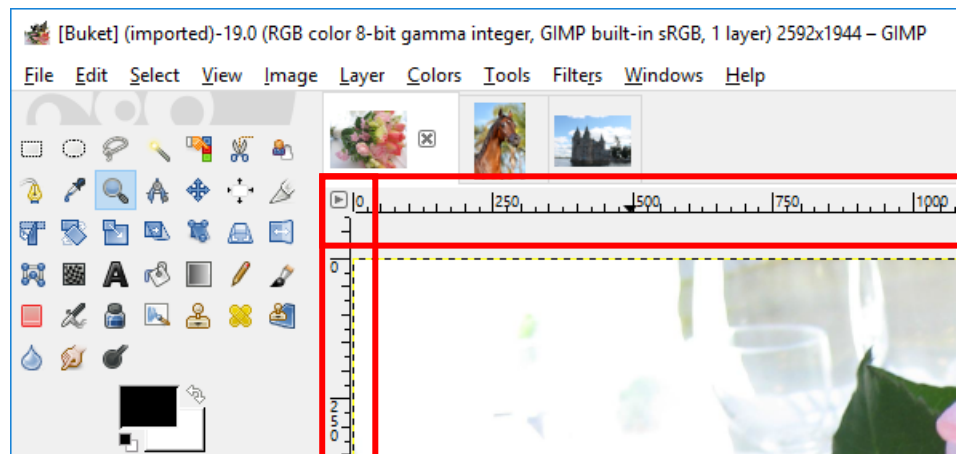 [Buket] (imported)-19.0 (RGB color 8-bit gamma integer, GIMP built-in sRGB, 1 layer) 2592x1944 – GIMP
File Edit Select View Image Layer Colors Tools Filters Windows Help
0 250 500 750 1000
0
250